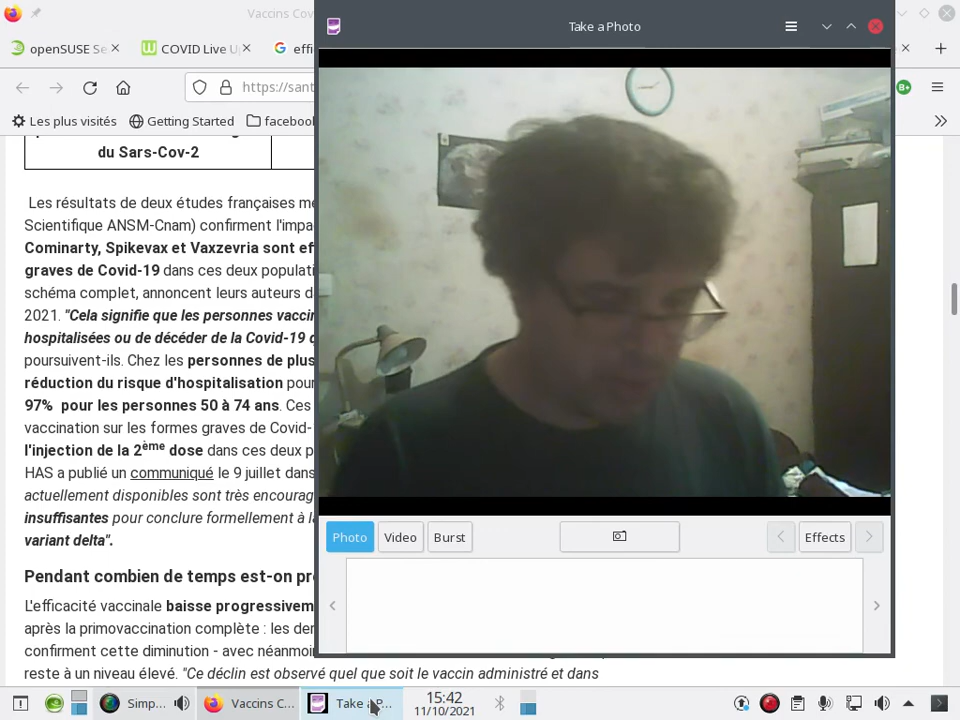 Vaccins Cov
Take a Photo
openSUSE Se
COVID Live U
effi
https://sant
Les plus visités
Getting Started
facebool
B+
du Sars-Cov-2
Les résultats de deux études françaises me
Scientifique ANSM-Cnam) confirment l'impa
Cominarty, Spikevax et Vaxzevria sont ef
graves de Covid-19 dans ces deux populati
schéma complet, annoncent leurs auteurs d
2021. "Cela signifie que les personnes vaccin
hospitalisées ou de décéder de la Covid-19 d
poursuivent-ils. Chez les personnes de plus
réduction du risque d'hospitalisation pour
97% pour les personnes 50 à 74 ans. Ces
vaccination sur les formes graves de Covid-
l'injection de la 2ème dose dans ces deux p
HAS a publié un communiqué le 9 juillet dans
actuellement disponibles sont très encourag
insuffisantes pour conclure formellement à la
variant delta".
Pendant combien de temps est-on pro
L'efficacité vaccinale baisse progressivem
après la primovaccination complète : les der
confirment cette diminution - avec néanmoi
reste à un niveau élevé. "Ce déclin est observé quel que soit le vaccin administré et dans
Photo
Video
Burst
Effects
Simp...
Vaccins C...
Take a P...
15:42
11/10/2021